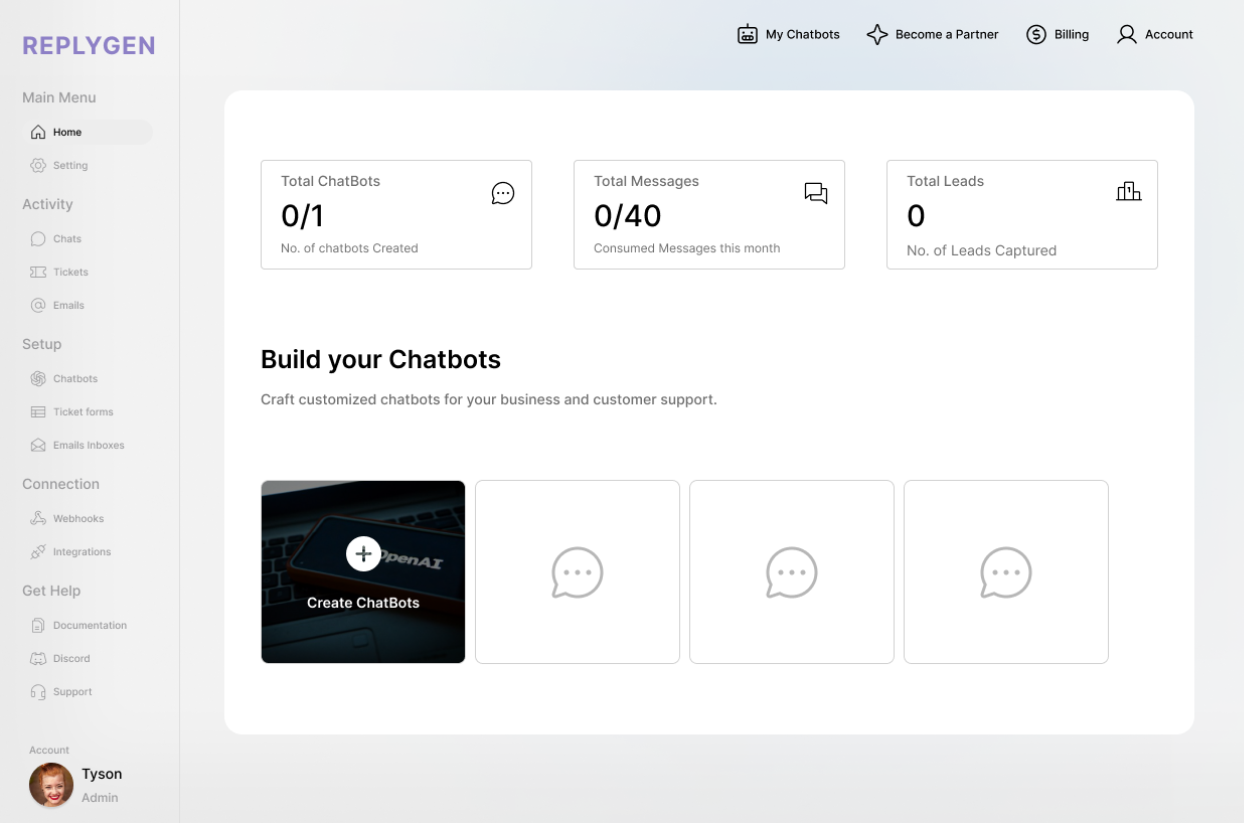 REPLYGEN
My Chatbots
Become a Partner
Billing
Account
Main Menu
Home
Setting
Activity
Chats
Tickets
Emails
Setup
Chatbots
Ticket forms
Emails Inboxes
Connection
Webhooks
Integrations
Get Help
Documentation
Discord
Support
Account
Tyson
Admin
Total ChatBots
0/1
No. of chatbots Created
Total Messages
0/40
Consumed Messages this month
Total Leads
1
0
No. of Leads Captured
Build your Chatbots
Craft customized chatbots for your business and customer support.
OpenAI
Create ChatBots